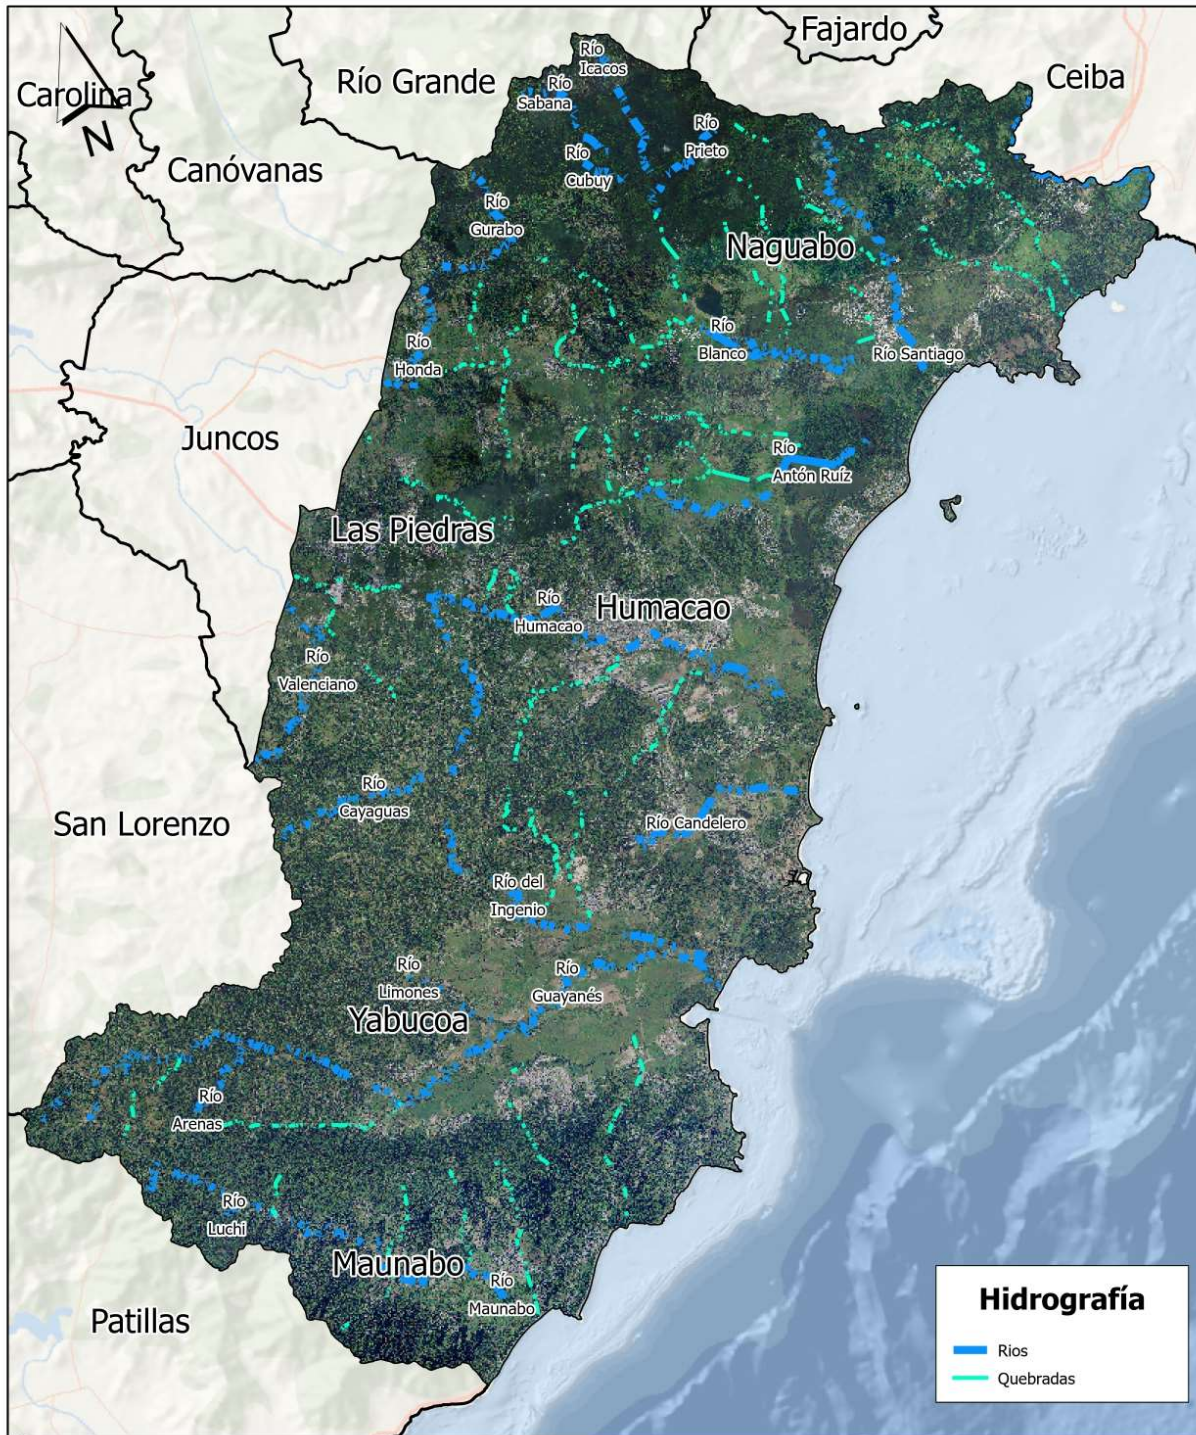 Fajardo
Río
Icacos
Río Grande
Ceiba
Carolina
N
Río
Sabana
Río
Prieto
Canóvanas
Río
Cubuy
Río
Gurabo
Naguabo
Río
Honda
Río
Blanco
Río Santiago
Juncos
Río
Antón Ruíz
Las Piedras
Río
Humacao
Humacao
Río
Valenciano
Río
Cayaguas
San Lorenzo
Río Candelero
Río del
Ingenio
Río
Limones
Río
Guayanés
Yabucoa
Río
Arenas
Río
Luchí
Maunabo
Río
Maunabo
Patillas
Hidrografía
Rios
Quebradas